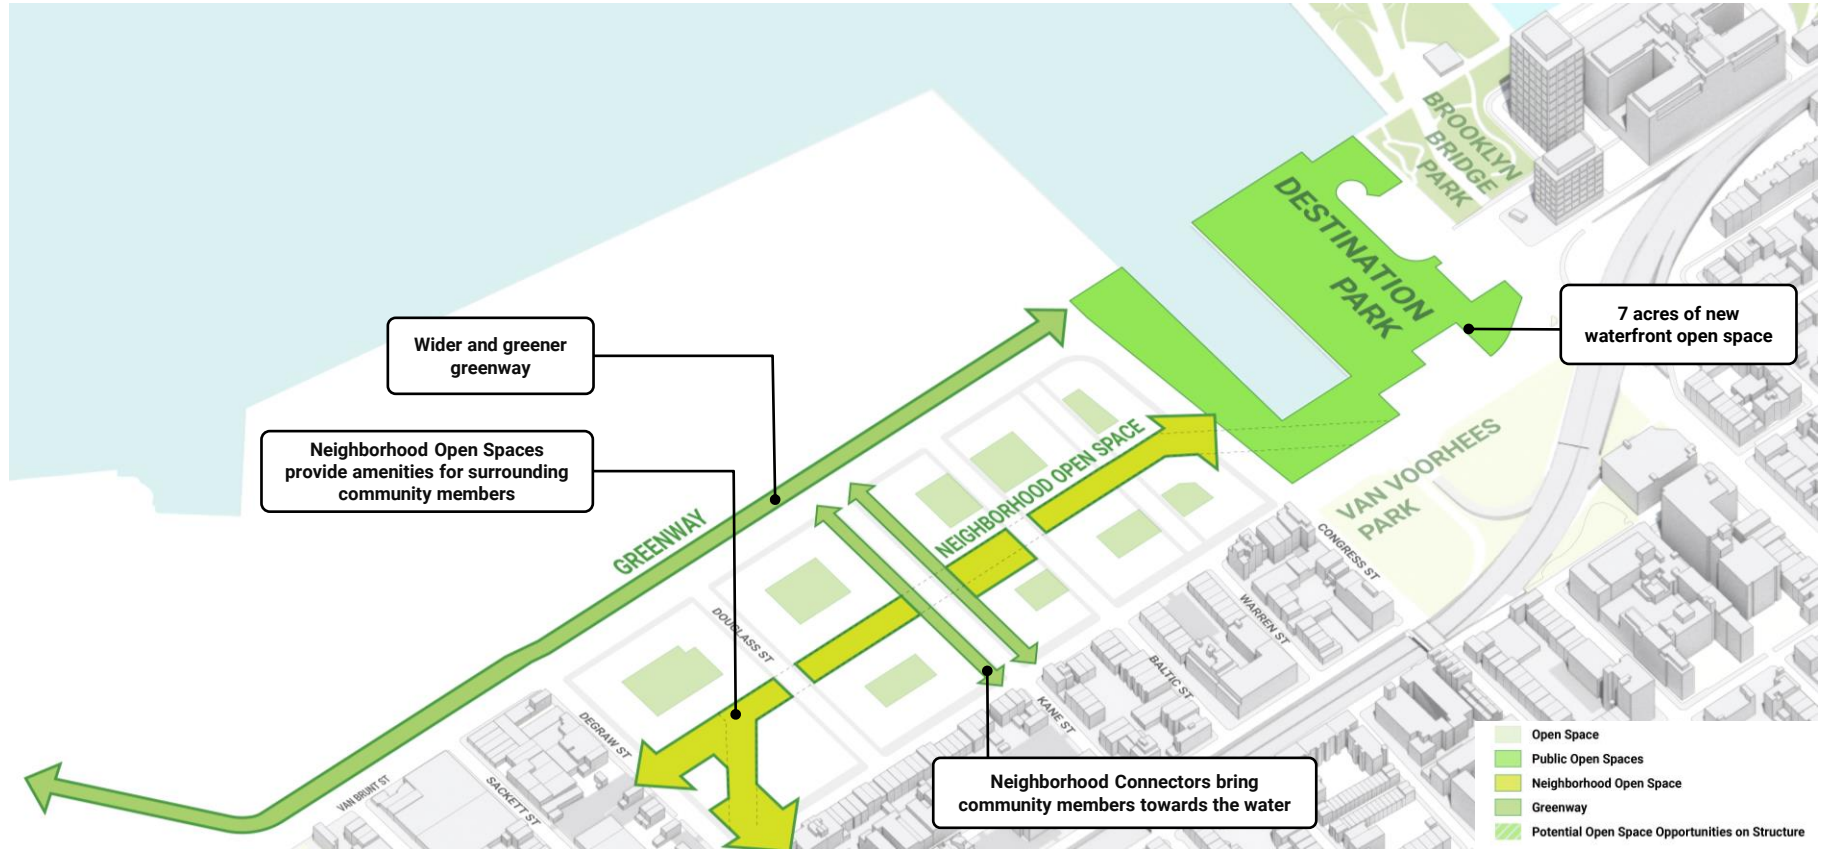 BROOKLYN
BRIDGE
PARK
DESTINATION
PARK
7 acres of new
waterfront open space
Wider and greener
greenway
Neighborhood Open Spaces
provide amenities for surrounding
community members
GREENWAY
NEIGHBORHOOD OPEN SPACE
VAN VOORHEES
PARK
CONGRESS ST
WARREN ST
BALTIC ST
KANE ST
DOUGLASS ST
DEGRAW ST
SACKETT ST
VAN BRUNT ST
Neighborhood Connectors bring
community members towards the water
Open Space
Public Open Spaces
Neighborhood Open Space
Greenway
Potential Open Space Opportunities on Structure